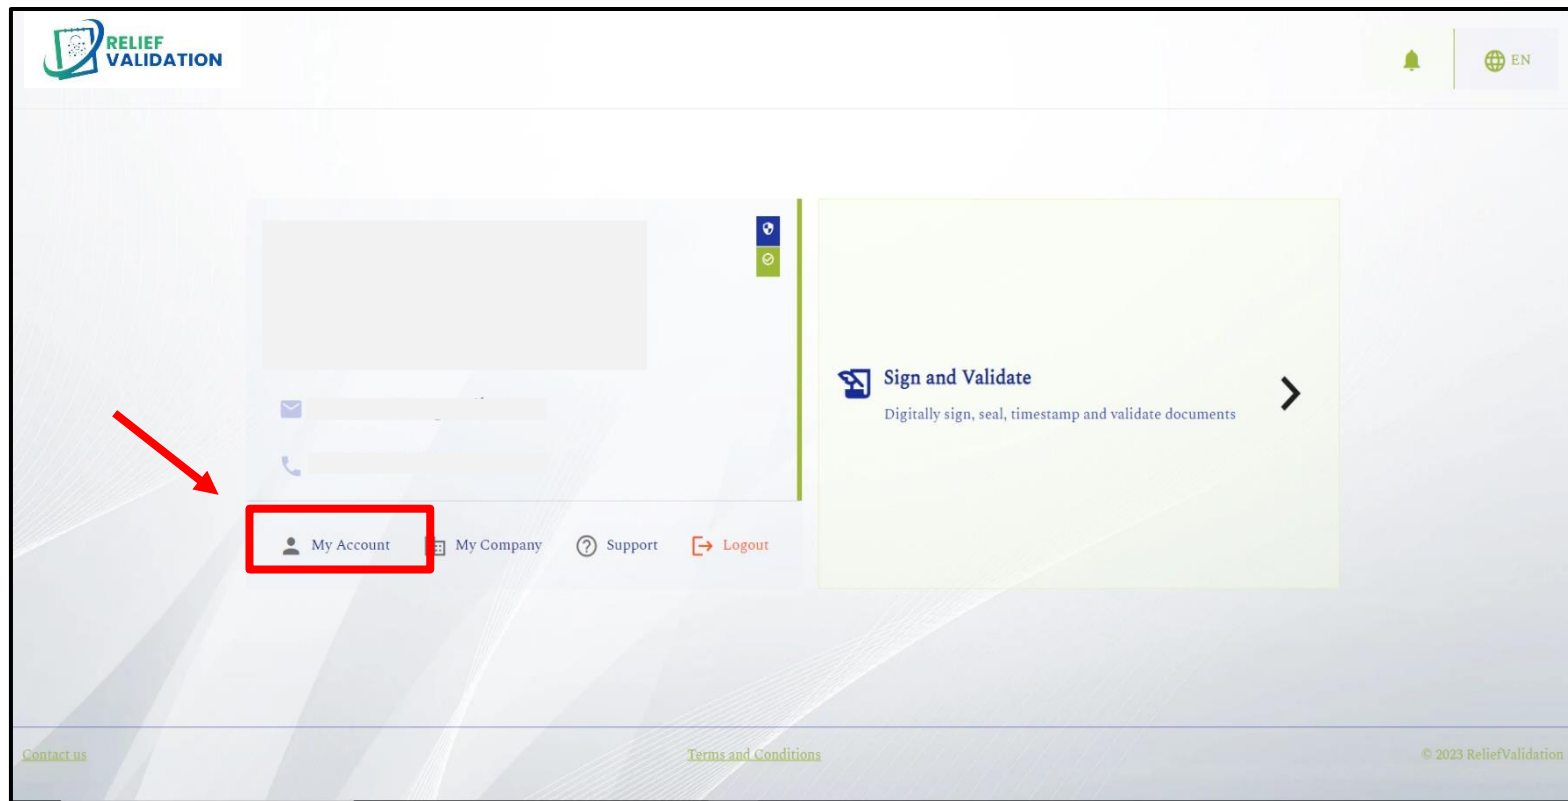 RELIEF
VALIDATION
EN
Sign and Validate
Digitally sign, seal, timestamp and validate documents
My Account My Company Support Logout
Contact us Terms and Conditions © 2023 ReliefValidation